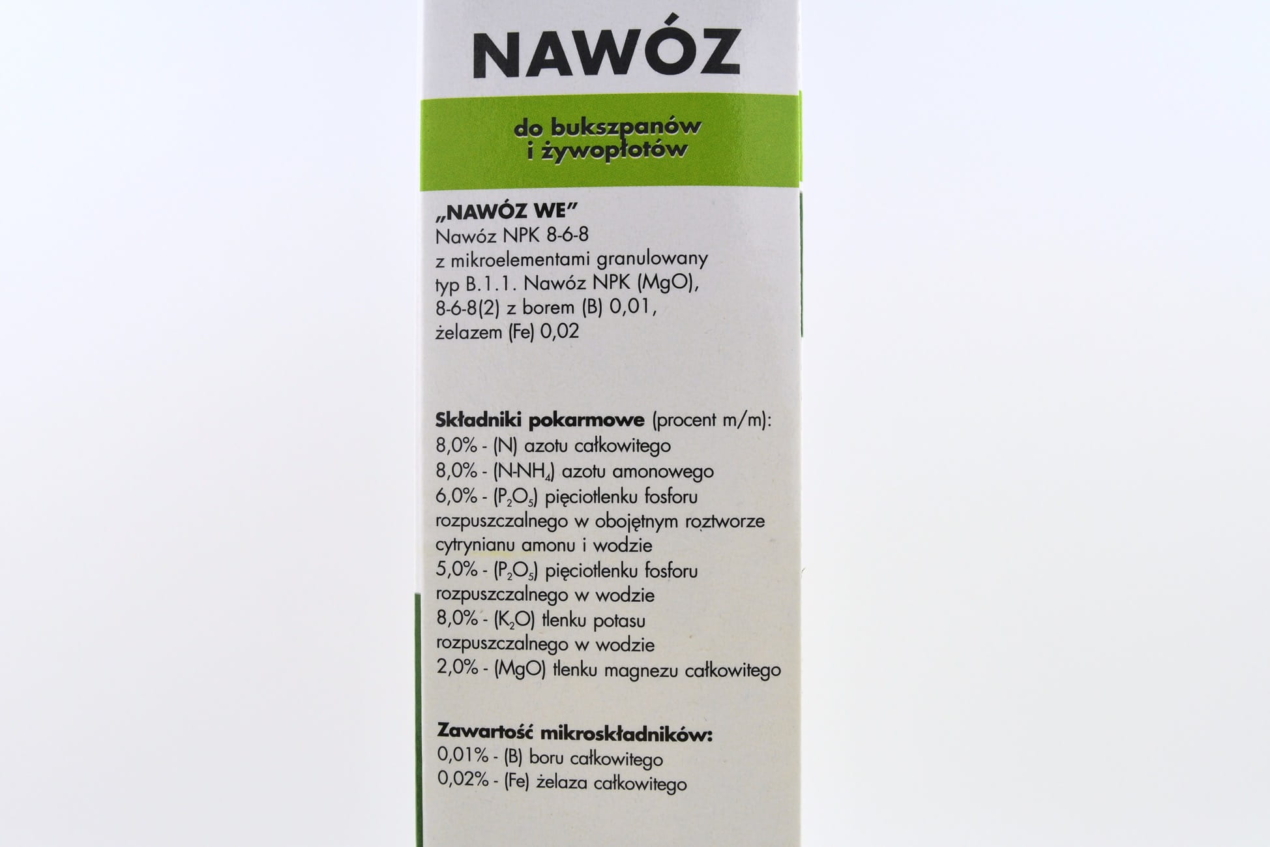 NAWÓZ
do bukszpanów
i żywopłotów
„NAWÓZ WE”
Nawóz NPK 8-6-8
z mikroelementami granulowany
typ B.1.1. Nawóz NPK (MgO),
8-6-8(2) z borem (B) 0,01,
żelazem (Fe) 0,02
Składniki pokarmowe (procent m/m):
8,0% - (N) azotu całkowitego
8,0% - (N-NH₄) azotu amonowego
6,0% - (P₂O₅) pięciotlenku fosforu
rozpuszczalnego w obojętnym roztworze
cytrynianu amonu i wodzie
5,0% - (P₂O₅) pięciotlenku fosforu
rozpuszczalnego w wodzie
8,0% - (K₂O) tlenku potasu
rozpuszczalnego w wodzie
2,0% - (MgO) tlenku magnezu całkowitego
Zawartość mikroskładników:
0,01% - (B) boru całkowitego
0,02% - (Fe) żelaza całkowitego